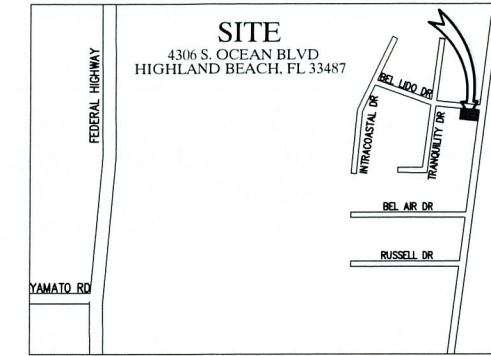 SITE
4306 S. OCEAN BLVD
HIGHLAND BEACH, FL 33487
FEDERAL HIGHWAY
BEL LIDO DR
INTRACOASTAL DR
TRANQUILITY DR
BEL AIR DR
RUSSELL DR
YAMATO RD